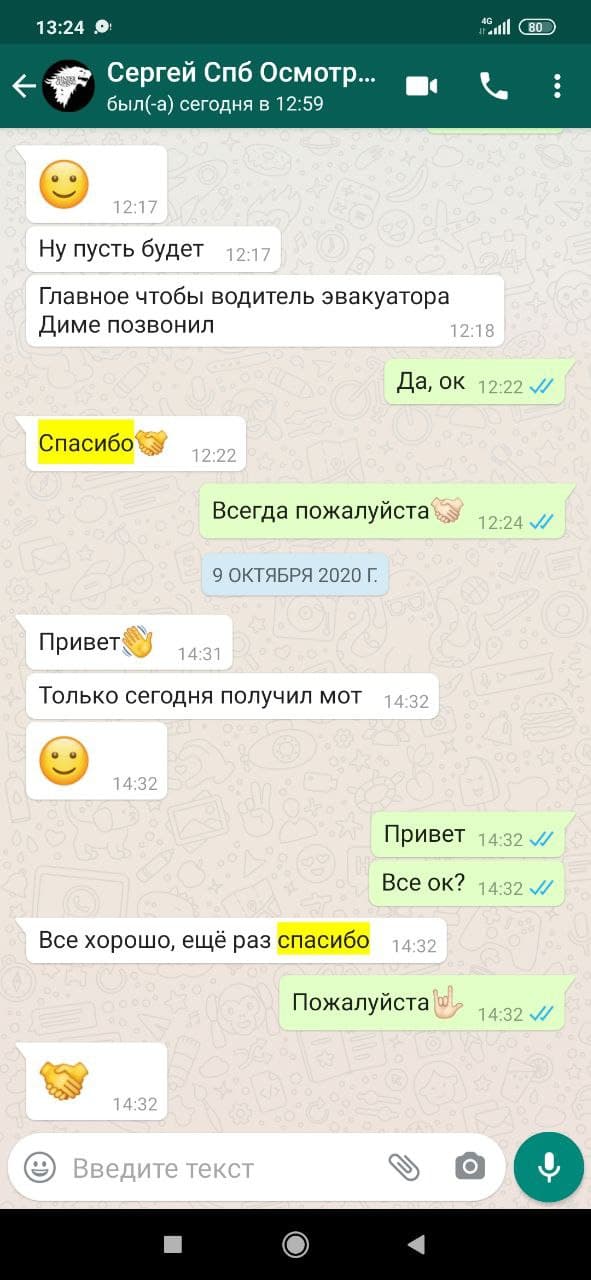 13:24
4G
80
Сергей Спб Осмотр...
был(-а) сегодня в 12:59
12:17
Ну пусть будет 12:17
Главное чтобы водитель эвакуатора
Диме позвонил 12:18
Да, ок 12:22
Спасибо🤝 12:22
Всегда пожалуйста🤝🏻 12:24
9 ОКТЯБРЯ 2020 Г.
Привет👋 14:31
Только сегодня получил мот 14:32
14:32
Привет 14:32
Все ок? 14:32
Все хорошо, ещё раз спасибо 14:32
Пожалуйста🤟🏻 14:32
14:32
Введите текст